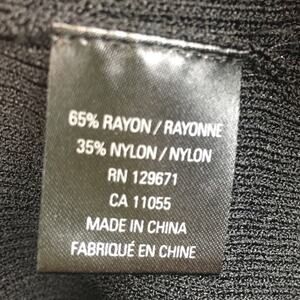 65% RAYON / RAYONNE
35% NYLON / NYLON
RN 129671
CA 11055
MADE IN CHINA
FABRIQUÉ EN CHINE